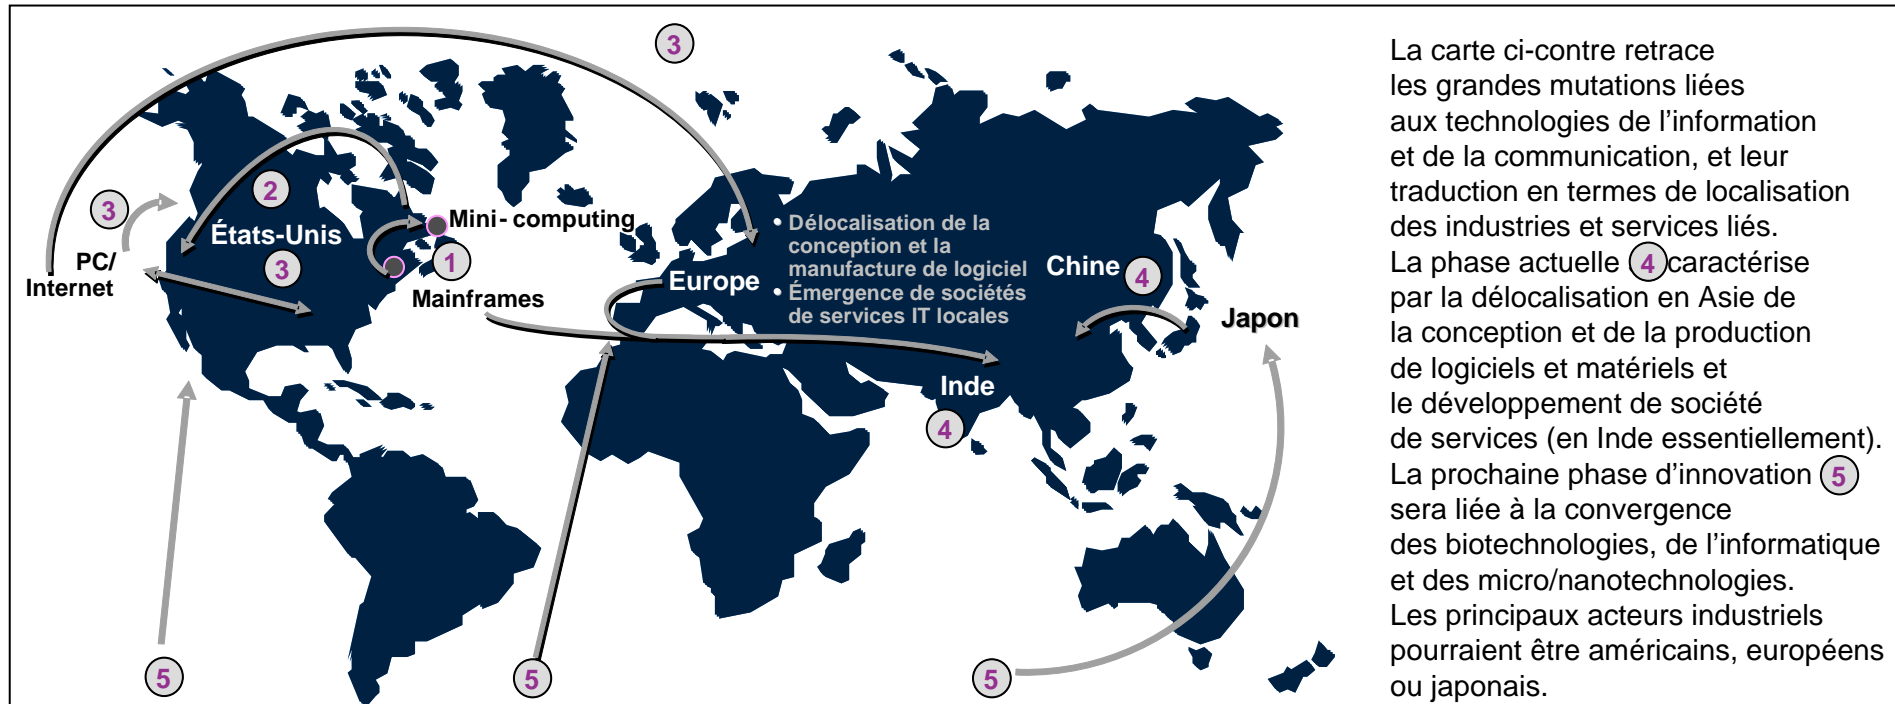 3
3
2
États-Unis
3
PC/
Internet
Mini- computing
1
Mainframes
Europe
• Délocalisation de la
conception et la
manufacture de logiciel
• Émergence de sociétés
de services IT locales
Chine
4
Japon
Inde
4
5
5
5
La carte ci-contre retrace
les grandes mutations liées
aux technologies de l’information
et de la communication, et leur
traduction en termes de localisation
des industries et services liés.
La phase actuelle 4 caractérise
par la délocalisation en Asie de
la conception et de la production
de logiciels et matériels et
le développement de société
de services (en Inde essentiellement).
La prochaine phase d’innovation 5
sera liée à la convergence
des biotechnologies, de l’informatique
et des micro/nanotechnologies.
Les principaux acteurs industriels
pourraient être américains, européens
ou japonais.